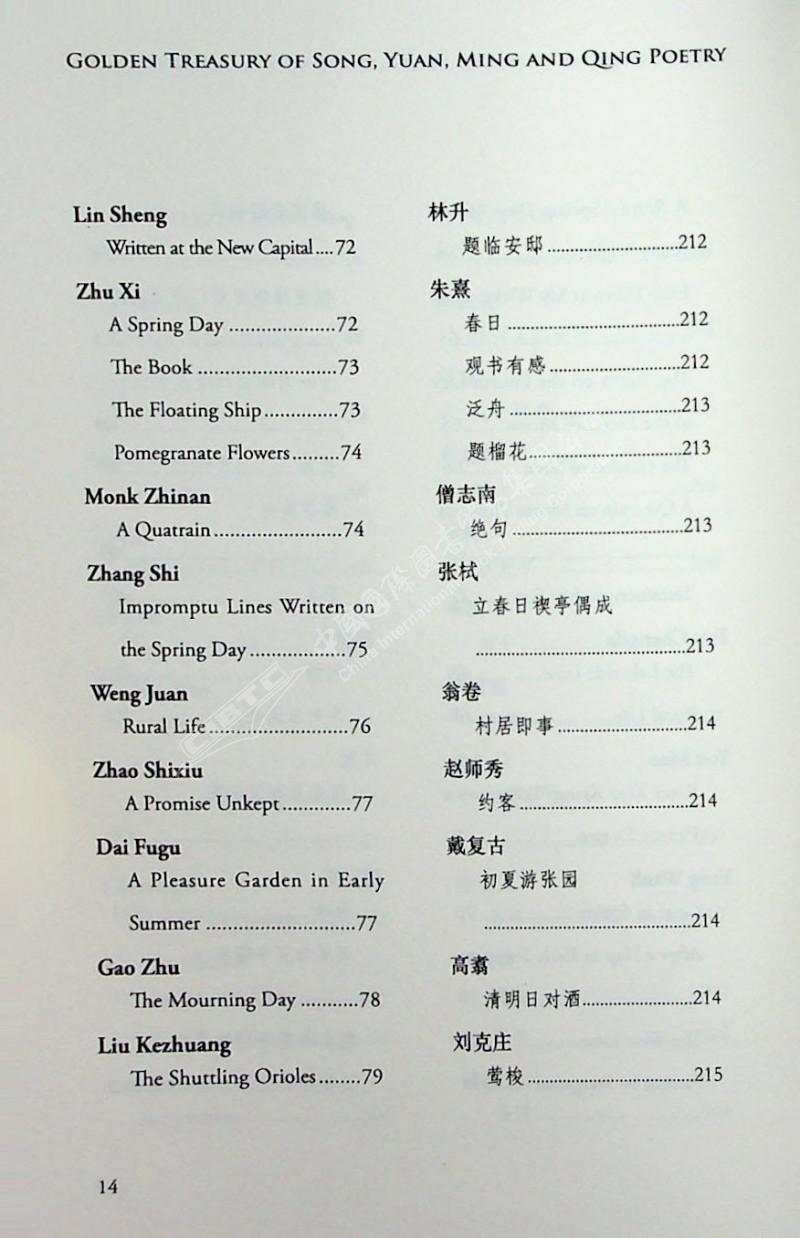 GOLDEN TREASURY OF SONG, YUAN, MING AND QING POETRY
Lin Sheng
Written at the New Capital....72
Zhu Xi
A Spring Day ..................72
The Book .......................73
The Floating Ship................73
Pomegranate Flowers.........74
Monk Zhinan
A Quatrain......................74
Zhang Shi
Impromptu Lines Written on
the Spring Day................75
Weng Juan
Rural Life........................76
Zhao Shixiu
A Promise Unkept............77
Dai Fugu
A Pleasure Garden in Early
Summer ..........................77
Gao Zhu
The Mourning Day ...........78
Liu Kezhuang
The Shuttling Orioles........79
林升
题临安邸.........................212
朱熹
春日.................................212
观书有感.........................212
泛舟.................................213
题榴花.............................213
僧志南
绝句.................................213
张栻
立春日禊亭偶成
.........................................213
翁卷
村居即事.........................214
赵师秀
约客.................................214
戴复古
初夏游张园
.........................................214
高翥
清明日对酒.....................214
刘克庄
莺梭.................................215
14
CIBTC
中国国际图
China International